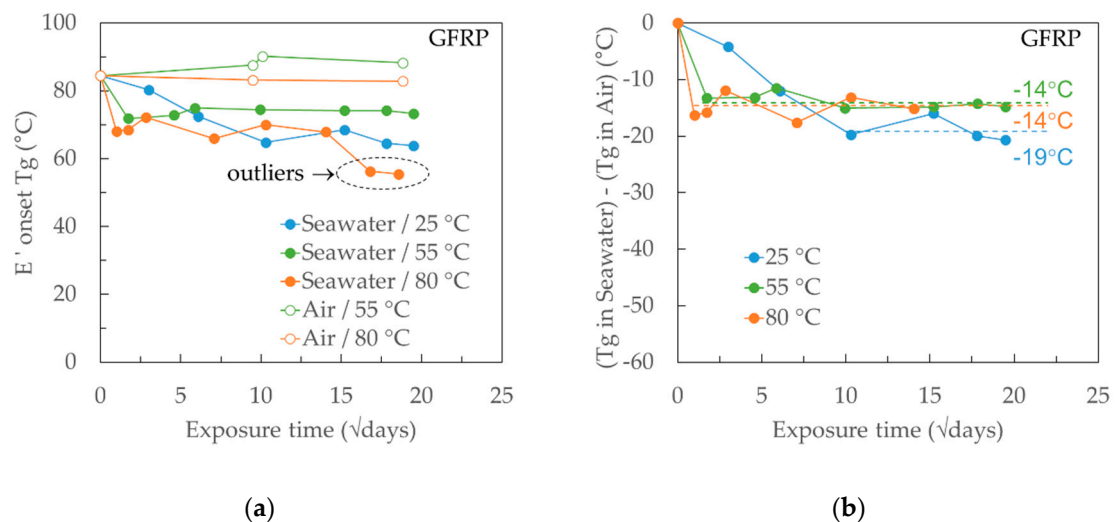 GFRP
100
80
60
40
20
0
E ' onset Tg (°C)
outliers →
Seawater / 25 °C
Seawater / 55 °C
Seawater / 80 °C
Air / 55 °C
Air / 80 °C
0 5 10 15 20 25
Exposure time (√days)
(a)
GFRP
0
-10
-20
-30
-40
-50
-60
(Tg in Seawater) - (Tg in Air) (°C)
-14°C
-14°C
-19°C
25 °C
55 °C
80 °C
0 5 10 15 20 25
Exposure time (√days)
(b)